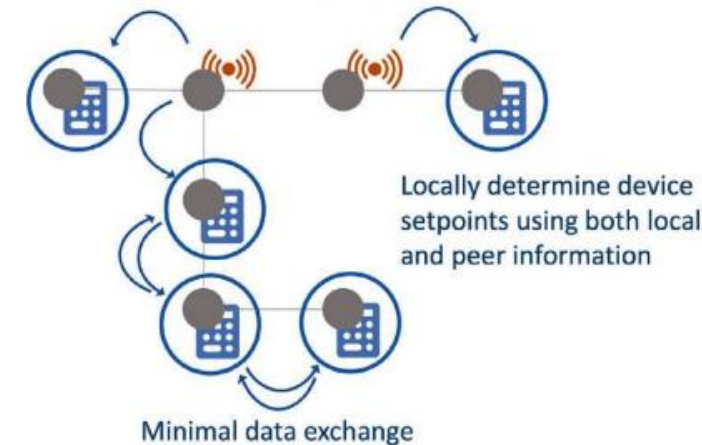 Locally determine device
setpoints using both local
and peer information
Minimal data exchange